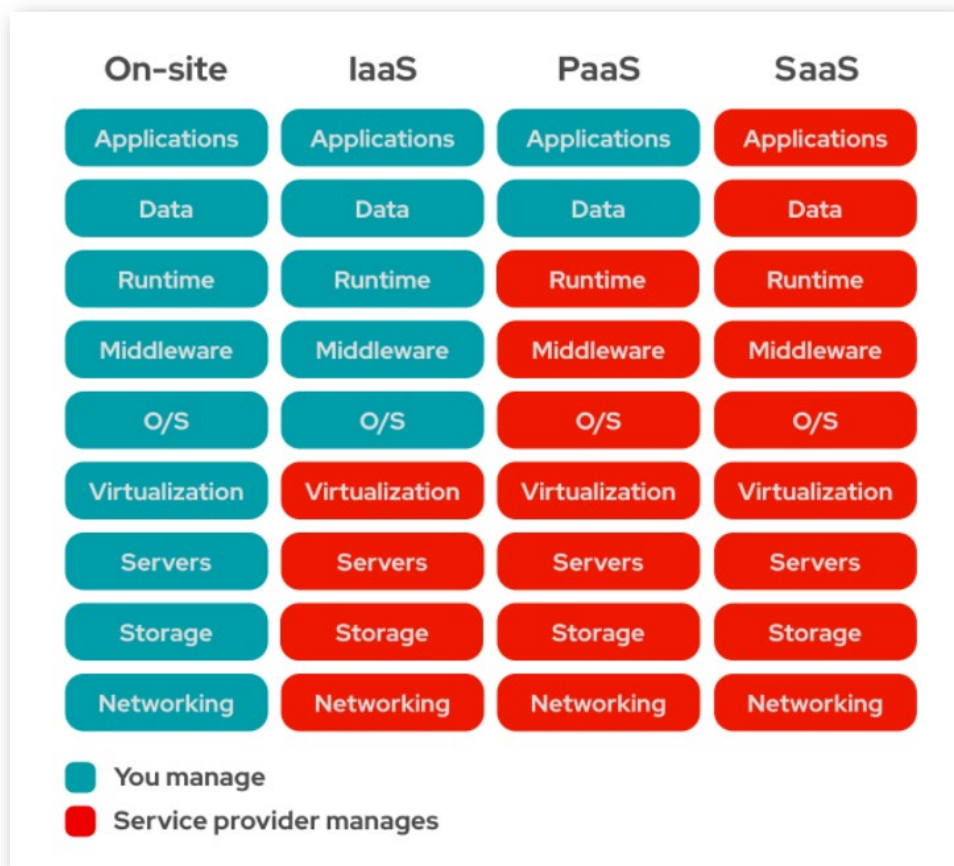 On-site IaaS PaaS SaaS
Applications Applications Applications Applications
Data Data Data Data
Runtime Runtime Runtime Runtime
Middleware Middleware Middleware Middleware
O/S O/S O/S O/S
Virtualization Virtualization Virtualization Virtualization
Servers Servers Servers Servers
Storage Storage Storage Storage
Networking Networking Networking Networking
You manage
Service provider manages